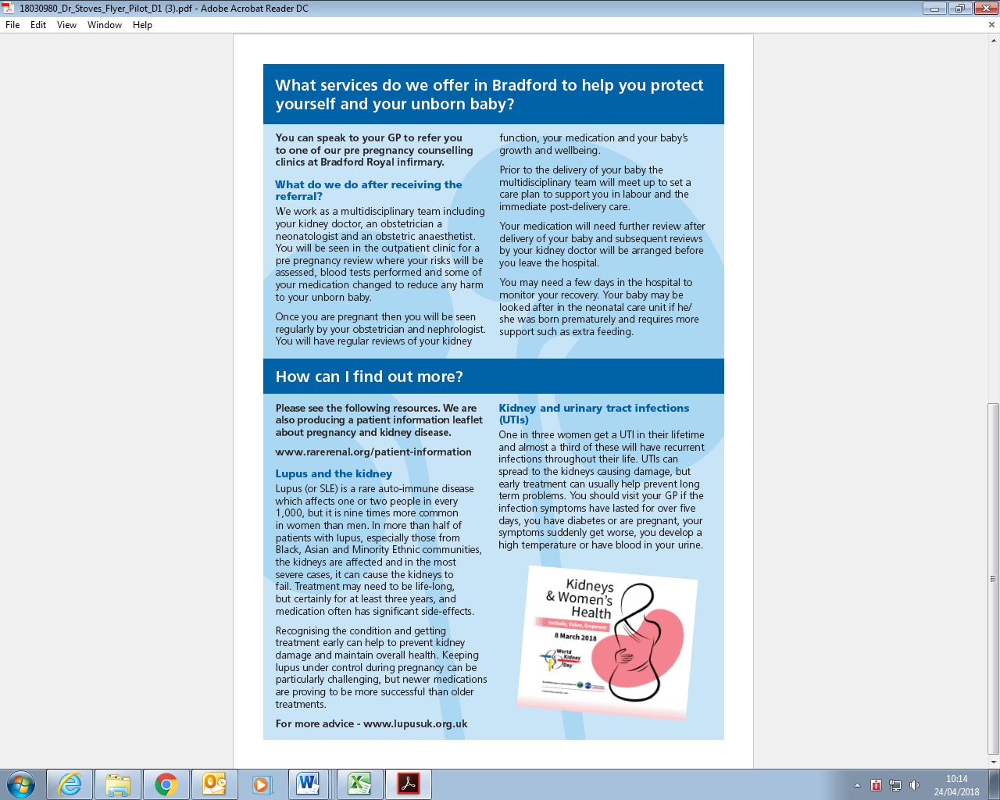 18030980_Dr_Stoves_Flyer_Pilot_D1 (3).pdf - Adobe Acrobat Reader DC
File Edit View Window Help
What services do we offer in Bradford to help you protect
yourself and your unborn baby?
You can speak to your GP to refer you
to one of our pre pregnancy counselling
clinics at Bradford Royal infirmary.
What do we do after receiving the
referral?
We work as a multidisciplinary team including
your kidney doctor, an obstetrician a
neonatologist and an obstetric anaesthetist.
You will be seen in the outpatient clinic for a
pre pregnancy review where your risks will be
assessed, blood tests performed and some of
your medication changed to reduce any harm
to your unborn baby.
Once you are pregnant then you will be seen
regularly by your obstetrician and nephrologist.
You will have regular reviews of your kidney
function, your medication and your baby's
growth and wellbeing.
Prior to the delivery of your baby the
multidisciplinary team will meet up to set a
care plan to support you in labour and the
immediate post-delivery care.
Your medication will need further review after
delivery of your baby and subsequent reviews
by your kidney doctor will be arranged before
you leave the hospital.
You may need a few days in the hospital to
monitor your recovery. Your baby may be
looked after in the neonatal care unit if he/
she was born prematurely and requires more
support such as extra feeding.
How can I find out more?
Please see the following resources. We are
also producing a patient information leaflet
about pregnancy and kidney disease.
www.rarerenal.org/patient-information
Lupus and the kidney
Lupus (or SLE) is a rare auto-immune disease
which affects one or two people in every
1,000, but it is nine times more common
in women than men. In more than half of
patients with lupus, especially those from
Black, Asian and Minority Ethnic communities,
the kidneys are affected and in the most
severe cases, it can cause the kidneys to
fail. Treatment may need to be life-long,
but certainly for at least three years, and
medication often has significant side-effects.
Recognising the condition and getting
treatment early can help to prevent kidney
damage and maintain overall health. Keeping
lupus under control during pregnancy can be
particularly challenging, but newer medications
are proving to be more successful than older
treatments.
For more advice - www.lupusuk.org.uk
Kidney and urinary tract infections
(UTIs)
One in three women get a UTI in their lifetime
and almost a third of these will have recurrent
infections throughout their life. UTIs can
spread to the kidneys causing damage, but
early treatment can usually help prevent long
term problems. You should visit your GP if the
infection symptoms have lasted for over five
days, you have diabetes or are pregnant, your
symptoms suddenly get worse, you develop a
high temperature or have blood in your urine.
Kidneys
& Women's
Health
Include, Value, Empower
8 March 2018
World
Kidney
Day
10:14
24/04/2018